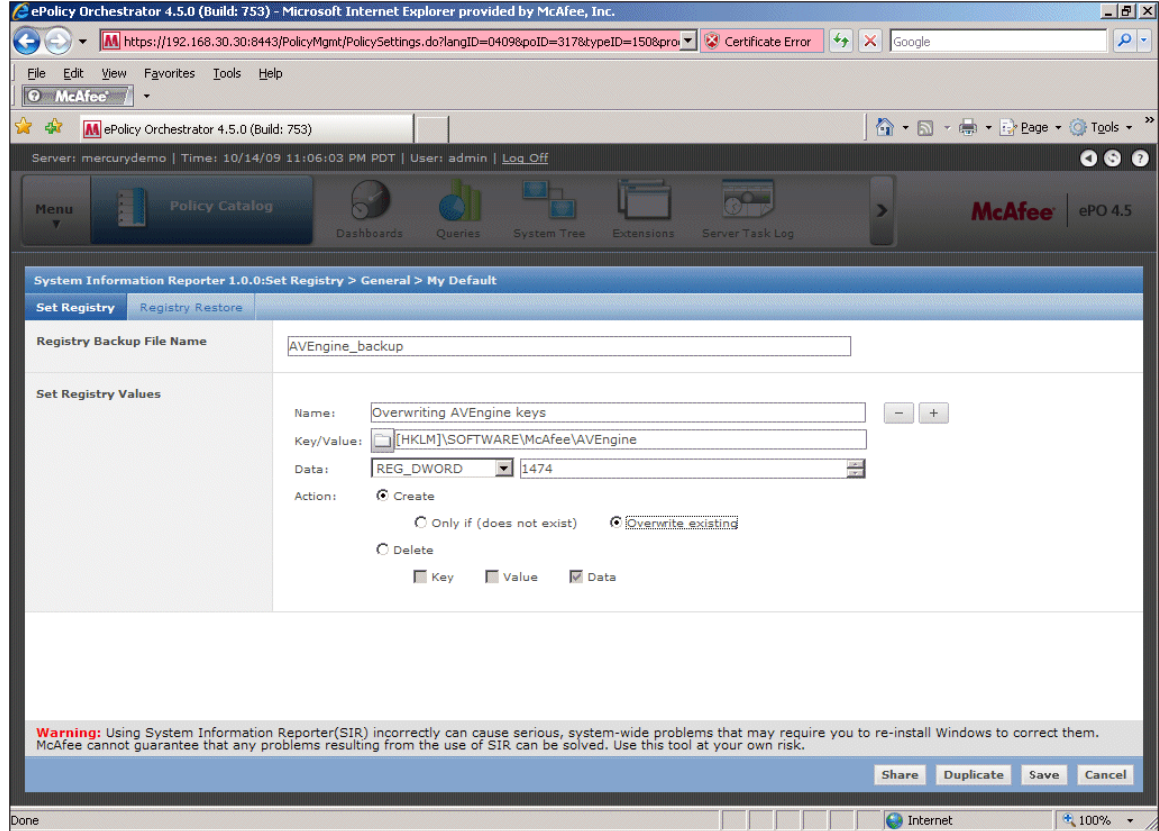 ePolicy Orchestrator 4.5.0 (Build: 753) - Microsoft Internet Explorer provided by McAfee, Inc.
https://192.168.30.30:8443/PolicyMgmt/PolicySettings.do?langID=0409&poID=317&typeID=150&pro Certificate Error Google
File Edit View Favorites Tools Help
McAfee
ePolicy Orchestrator 4.5.0 (Build: 753) Page Tools
Server: mercurydemo | Time: 10/14/09 11:06:03 PM PDT | User: admin | Log Off
Menu Policy Catalog Dashboards Queries System Tree Extensions Server Task Log McAfee ePO 4.5
System Information Reporter 1.0.0:Set Registry > General > My Default
Set Registry Registry Restore
Registry Backup File Name AVEngine_backup
Set Registry Values
Name: Overwriting AVEngine keys - +
Key/Value: [HKLM]\SOFTWARE\McAfee\AVEngine
Data: REG_DWORD 1474
Action: Create
Only if (does not exist) Overwrite existing
Delete
Key Value Data
Warning: Using System Information Reporter(SIR) incorrectly can cause serious, system-wide problems that may require you to re-install Windows to correct them.
McAfee cannot guarantee that any problems resulting from the use of SIR can be solved. Use this tool at your own risk.
Share Duplicate Save Cancel
Done Internet 100%